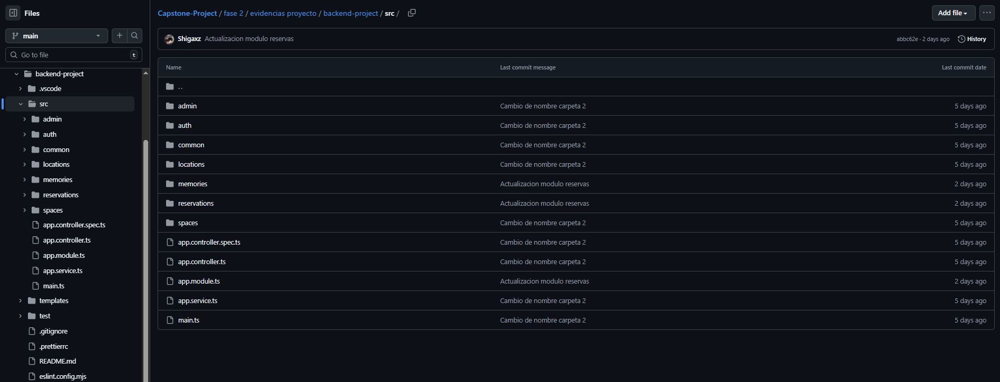 Files
main
Go to file
t
backend-project
.vscode
src
admin
auth
common
locations
memories
reservations
spaces
app.controller.spec.ts
app.controller.ts
app.module.ts
app.service.ts
main.ts
templates
test
.gitignore
.prettierrc
README.md
eslint.config.mjs
Capstone-Project / fase 2 / evidencias proyecto / backend-project / src /
Add file
Shigaxz Actualizacion modulo reservas abbc62e · 2 days ago History
Name Last commit message Last commit date
..
admin Cambio de nombre carpeta 2 5 days ago
auth Cambio de nombre carpeta 2 5 days ago
common Cambio de nombre carpeta 2 5 days ago
locations Cambio de nombre carpeta 2 5 days ago
memories Actualizacion modulo reservas 2 days ago
reservations Actualizacion modulo reservas 2 days ago
spaces Cambio de nombre carpeta 2 5 days ago
app.controller.spec.ts Cambio de nombre carpeta 2 5 days ago
app.controller.ts Cambio de nombre carpeta 2 5 days ago
app.module.ts Actualizacion modulo reservas 2 days ago
app.service.ts Cambio de nombre carpeta 2 5 days ago
main.ts Cambio de nombre carpeta 2 5 days ago